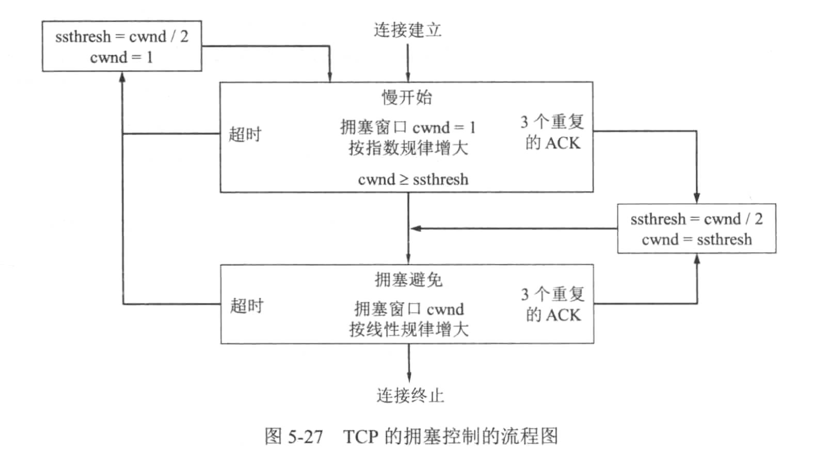 连接建立
ssthresh = cwnd / 2
cwnd = 1
慢开始
超时
拥塞窗口 cwnd = 1
按指数规律增大
3 个重复
的 ACK
cwnd ≥ ssthresh
ssthresh = cwnd / 2
cwnd = ssthresh
拥塞避免
超时
拥塞窗口 cwnd
按线性规律增大
3 个重复
的 ACK
连接终止
图 5-27 TCP 的拥塞控制的流程图